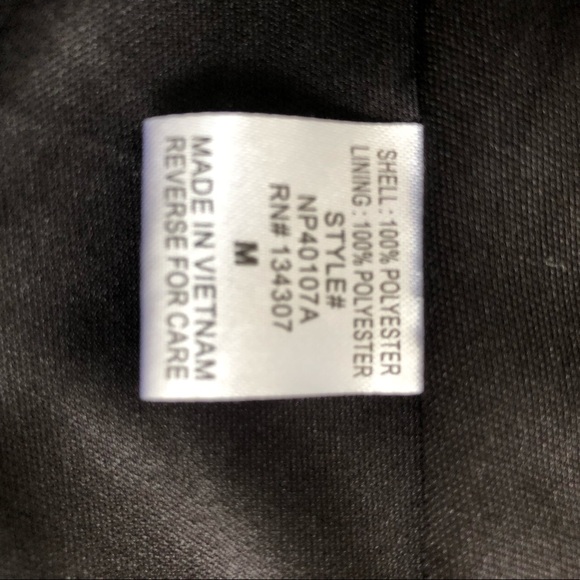 SHELL : 100% POLYESTER
LINING : 100% POLYESTER
STYLE#
NP40107A
RN# 134307
M
MADE IN VIETNAM
REVERSE FOR CARE